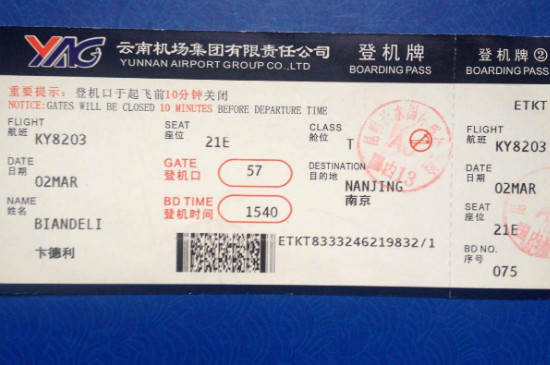 YAG 云南机场集团有限责任公司 登机牌 登机牌②
YUNNAN AIRPORT GROUP CO.,LTD BOARDING PASS BOARDING PASS
重要提示：登机口于起飞前10分钟关闭
NOTICE:GATES WILL BE CLOSED 10 MINUTES BEFORE DEPARTURE TIME
ETKT
FLIGHT
航班 KY8203
SEAT
座位 21E
CLASS
舱位 T
FLIGHT
航班 KY8203
DATE
日期 02MAR
GATE
登机口 57
DESTINATION
目的地 NANJING
南京
DATE
日期 02MAR
NAME
姓名 BIANDELI
卞德利
BD TIME
登机时间 1540
SEAT
座位 21E
ETKT8333246219832/1
BD NO.
序号 075
国内13